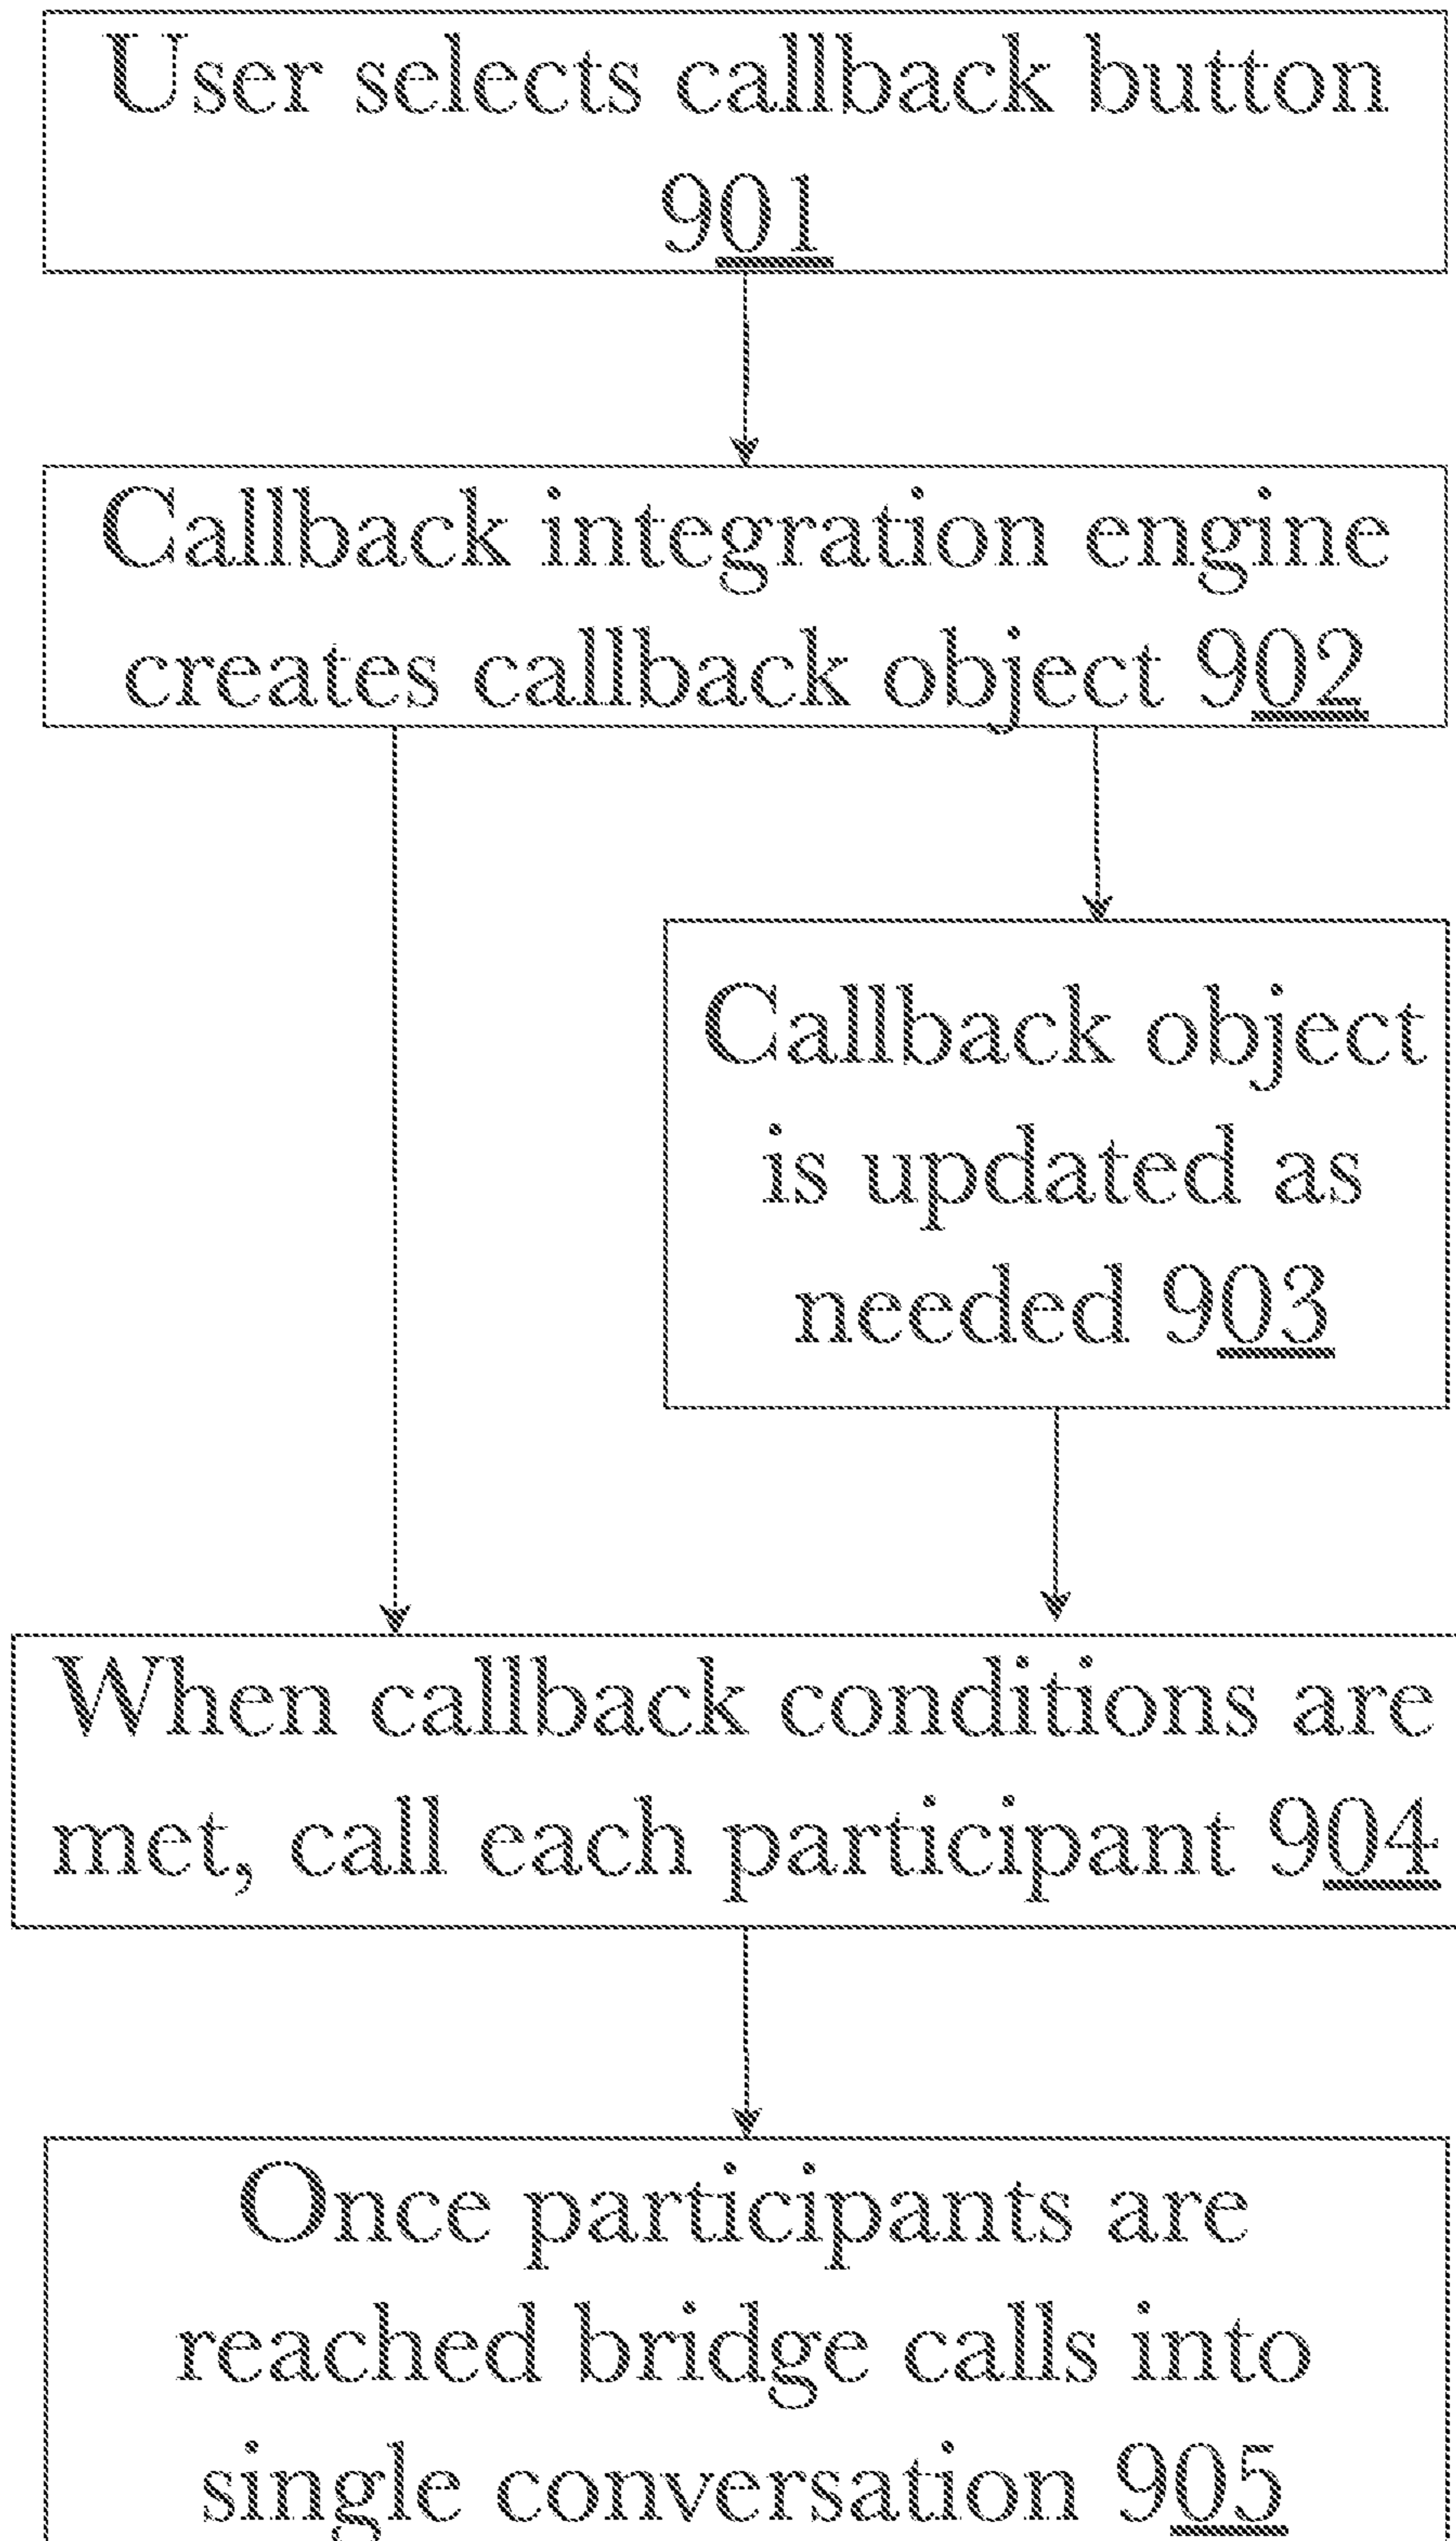 User selects callback button
901
Callback integration engine
creates callback object 902
Callback object
is updated as
needed 903
When callback conditions are
met, call each participant 904
Once participants are
reached bridge calls into
single conversation 905